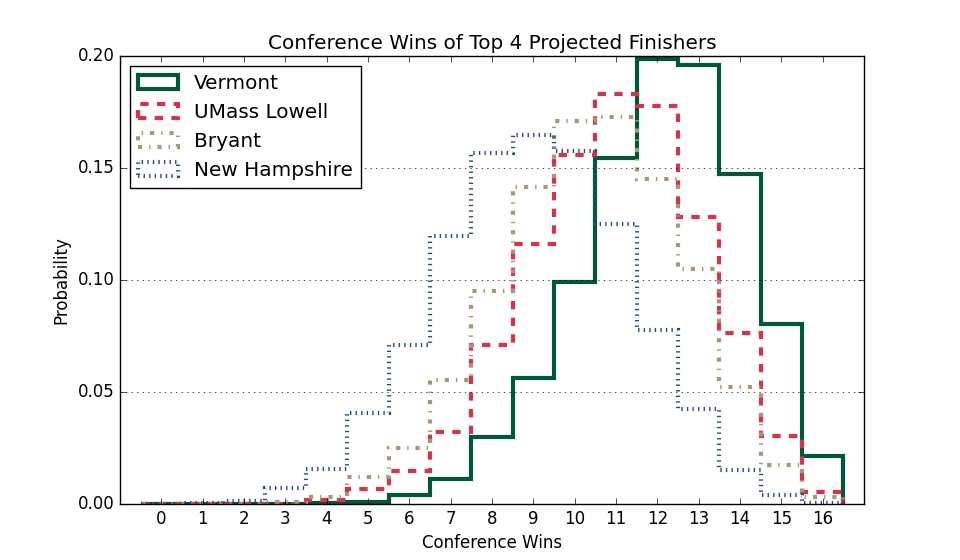 Conference Wins of Top 4 Projected Finishers
Vermont
UMass Lowell
Bryant
New Hampshire
0.20
0.15
0.10
0.05
0.00
Probability
0 1 2 3 4 5 6 7 8 9 10 11 12 13 14 15 16
Conference Wins